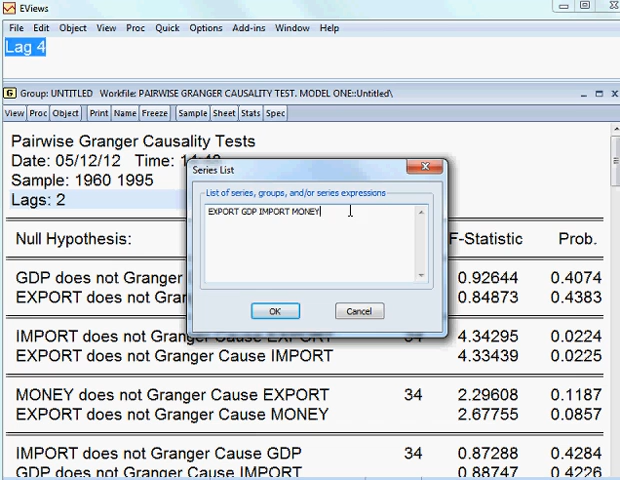 EViews
File Edit Object View Proc Quick Options Add-ins Window Help
Lag 4
G Group: UNTITLED Workfile: PAIRWISE GRANGER CAUSALITY TEST. MODEL ONE::Untitled\
View Proc Object Print Name Freeze Sample Sheet Stats Spec
Pairwise Granger Causality Tests
Date: 05/12/12 Time:
Sample: 1960 1995
Lags: 2
Series List
List of series, groups, and/or series expressions
EXPORT GDP IMPORT MONEY
OK Cancel
Null Hypothesis: F-Statistic Prob.
GDP does not Granger 0.92644 0.4074
EXPORT does not Gran 0.84873 0.4383
IMPORT does not Granger Cause EXPORT 34 4.34295 0.0224
EXPORT does not Granger Cause IMPORT 4.33439 0.0225
MONEY does not Granger Cause EXPORT 34 2.29608 0.1187
EXPORT does not Granger Cause MONEY 2.67755 0.0857
IMPORT does not Granger Cause GDP 34 0.87288 0.4284
GDP does not Granger Cause IMPORT 0.88747 0.4226